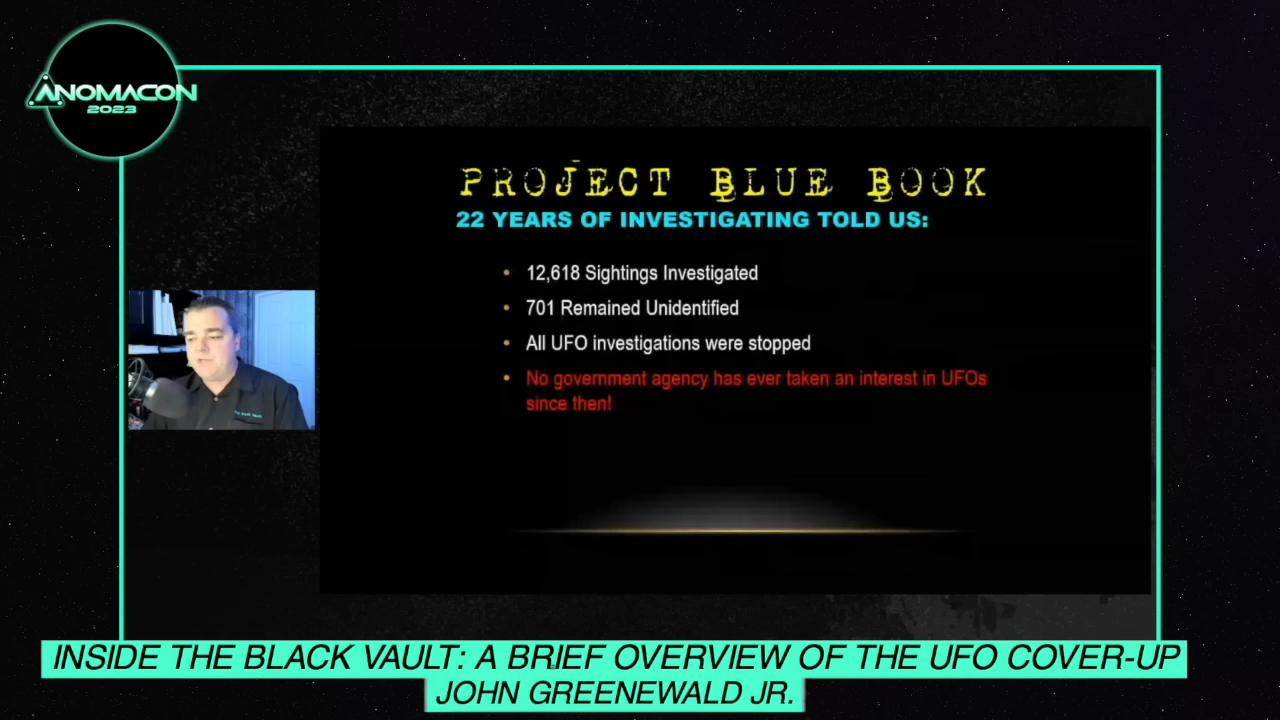 ANOMACON
2023
PROJECT BLUE BOOK
22 YEARS OF INVESTIGATING TOLD US:
• 12,618 Sightings Investigated
• 701 Remained Unidentified
• All UFO investigations were stopped
• No government agency has ever taken an interest in UFOs
since then!
INSIDE THE BLACK VAULT: A BRIEF OVERVIEW OF THE UFO COVER-UP
JOHN GREENEWALD JR.